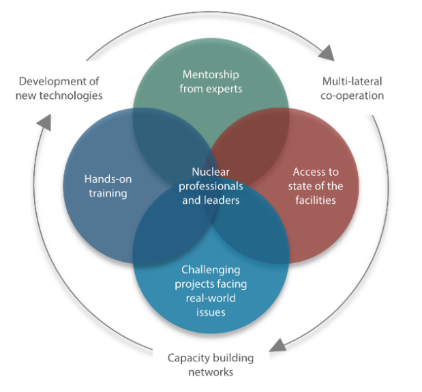 Mentorship
from experts
Development of
new technologies
Multi-lateral
co-operation
Hands-on
training
Nuclear
professionals
and leaders
Access to
state of the
facilities
Challenging
projects facing
real-world
issues
Capacity building
networks